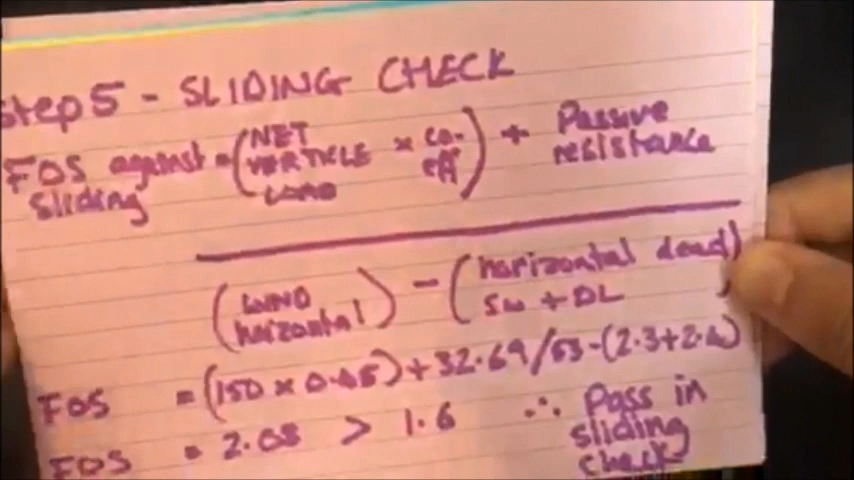 Step 5 - SLIDING CHECK
FOS against sliding = (NET VERTICLE LOAD × co-eff) + Passive resistance
(WIND horizontal) - (horizontal dead) SW + DL
FOS = (150 × 0.45) + 32.69 / 53 - (2.3 + 2.4)
FOS = 2.08 > 1.6 ∴ Pass in sliding check